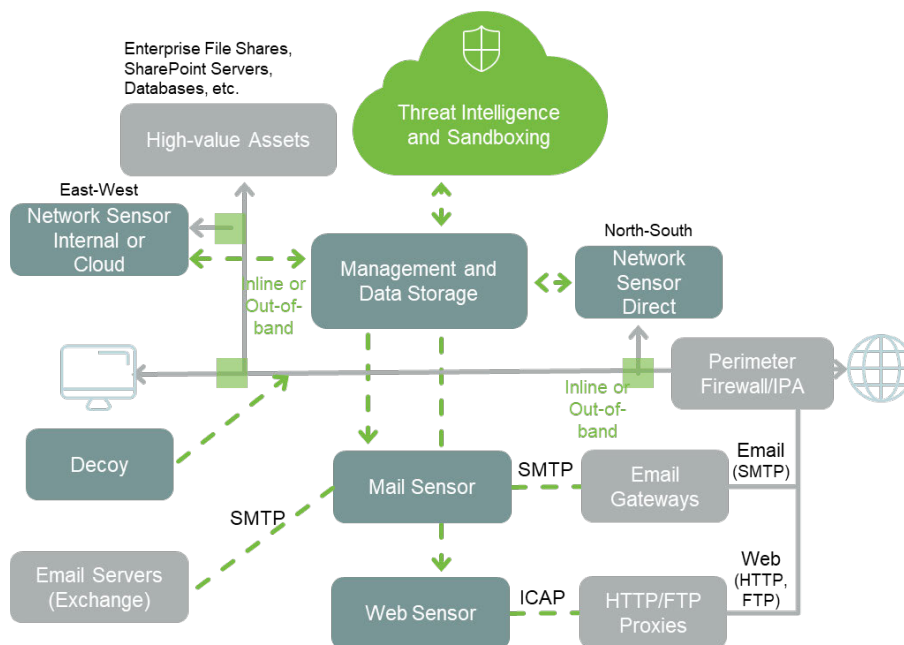 Enterprise File Shares,
SharePoint Servers,
Databases, etc.
High-value Assets
Threat Intelligence
and Sandboxing
East-West
Network Sensor
Internal or
Cloud
Inline or
Out-of-
band
Management and
Data Storage
North-South
Network
Sensor
Direct
Inline or
Out-of-
band
Perimeter
Firewall/IPA
Decoy
SMTP
Mail Sensor
SMTP
Email
Gateways
Email
(SMTP)
Email Servers
(Exchange)
Web Sensor
ICAP
HTTP/FTP
Proxies
Web
(HTTP,
FTP)